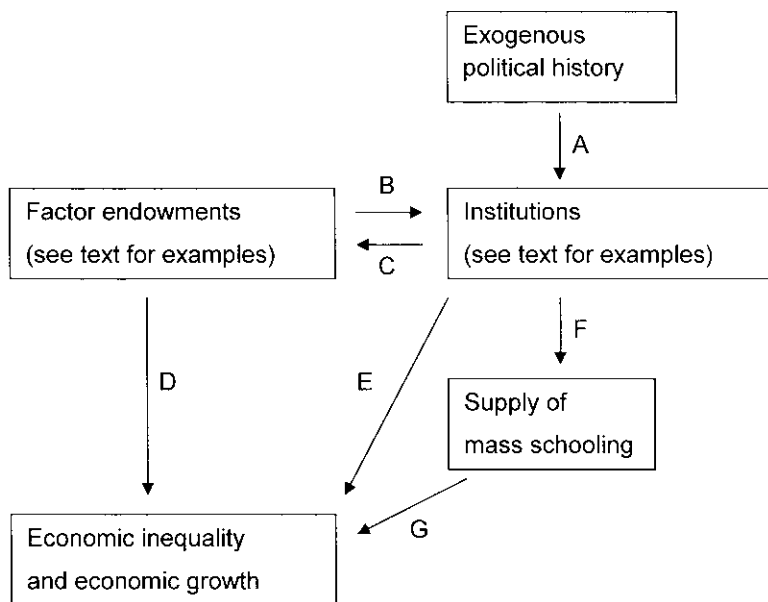 Exogenous
political history
A
B
Factor endowments
(see text for examples)
Institutions
(see text for examples)
C
D
E
F
Supply of
mass schooling
G
Economic inequality
and economic growth